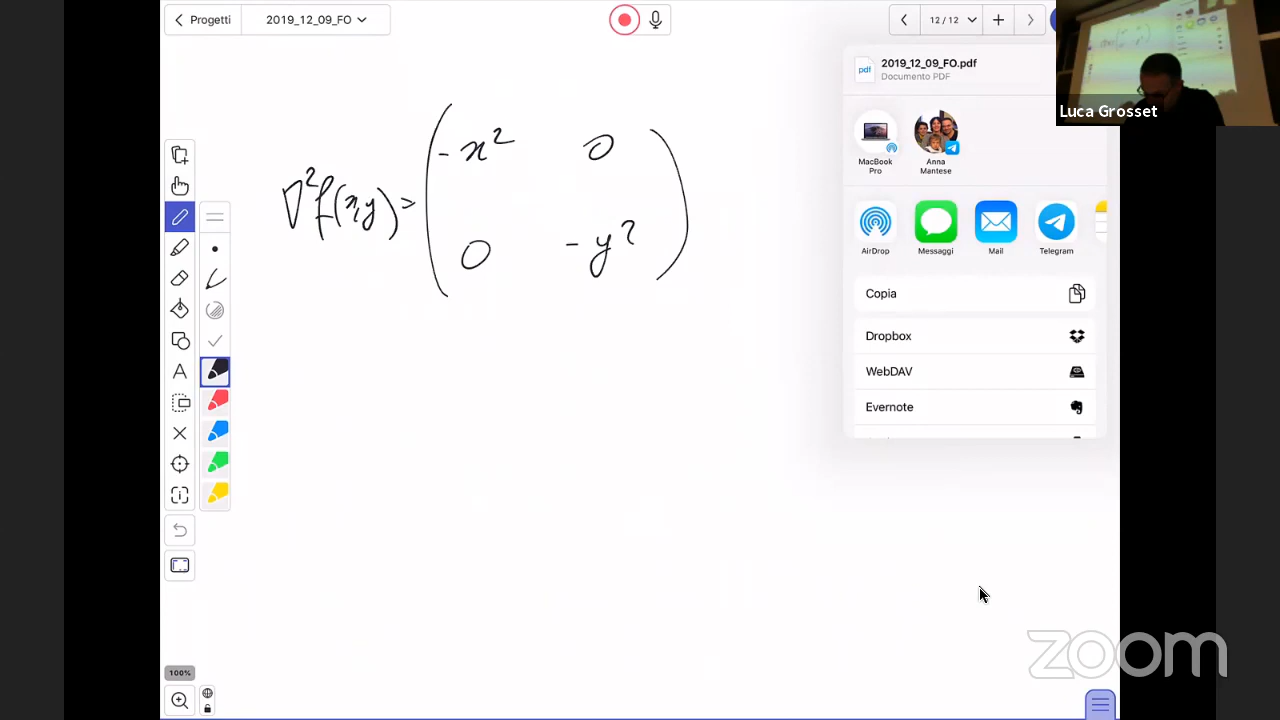 Progetti
2019_12_09_FO
12 / 12
2019_12_09_FO.pdf
Documento PDF
Luca Grosset
MacBook Pro
Anna Mantese
AirDrop
Messaggi
Mail
Telegram
Copia
Dropbox
WebDAV
Evernote
∇²f(x,y) =
- x² 0
0 - y²
A
100%
zoom